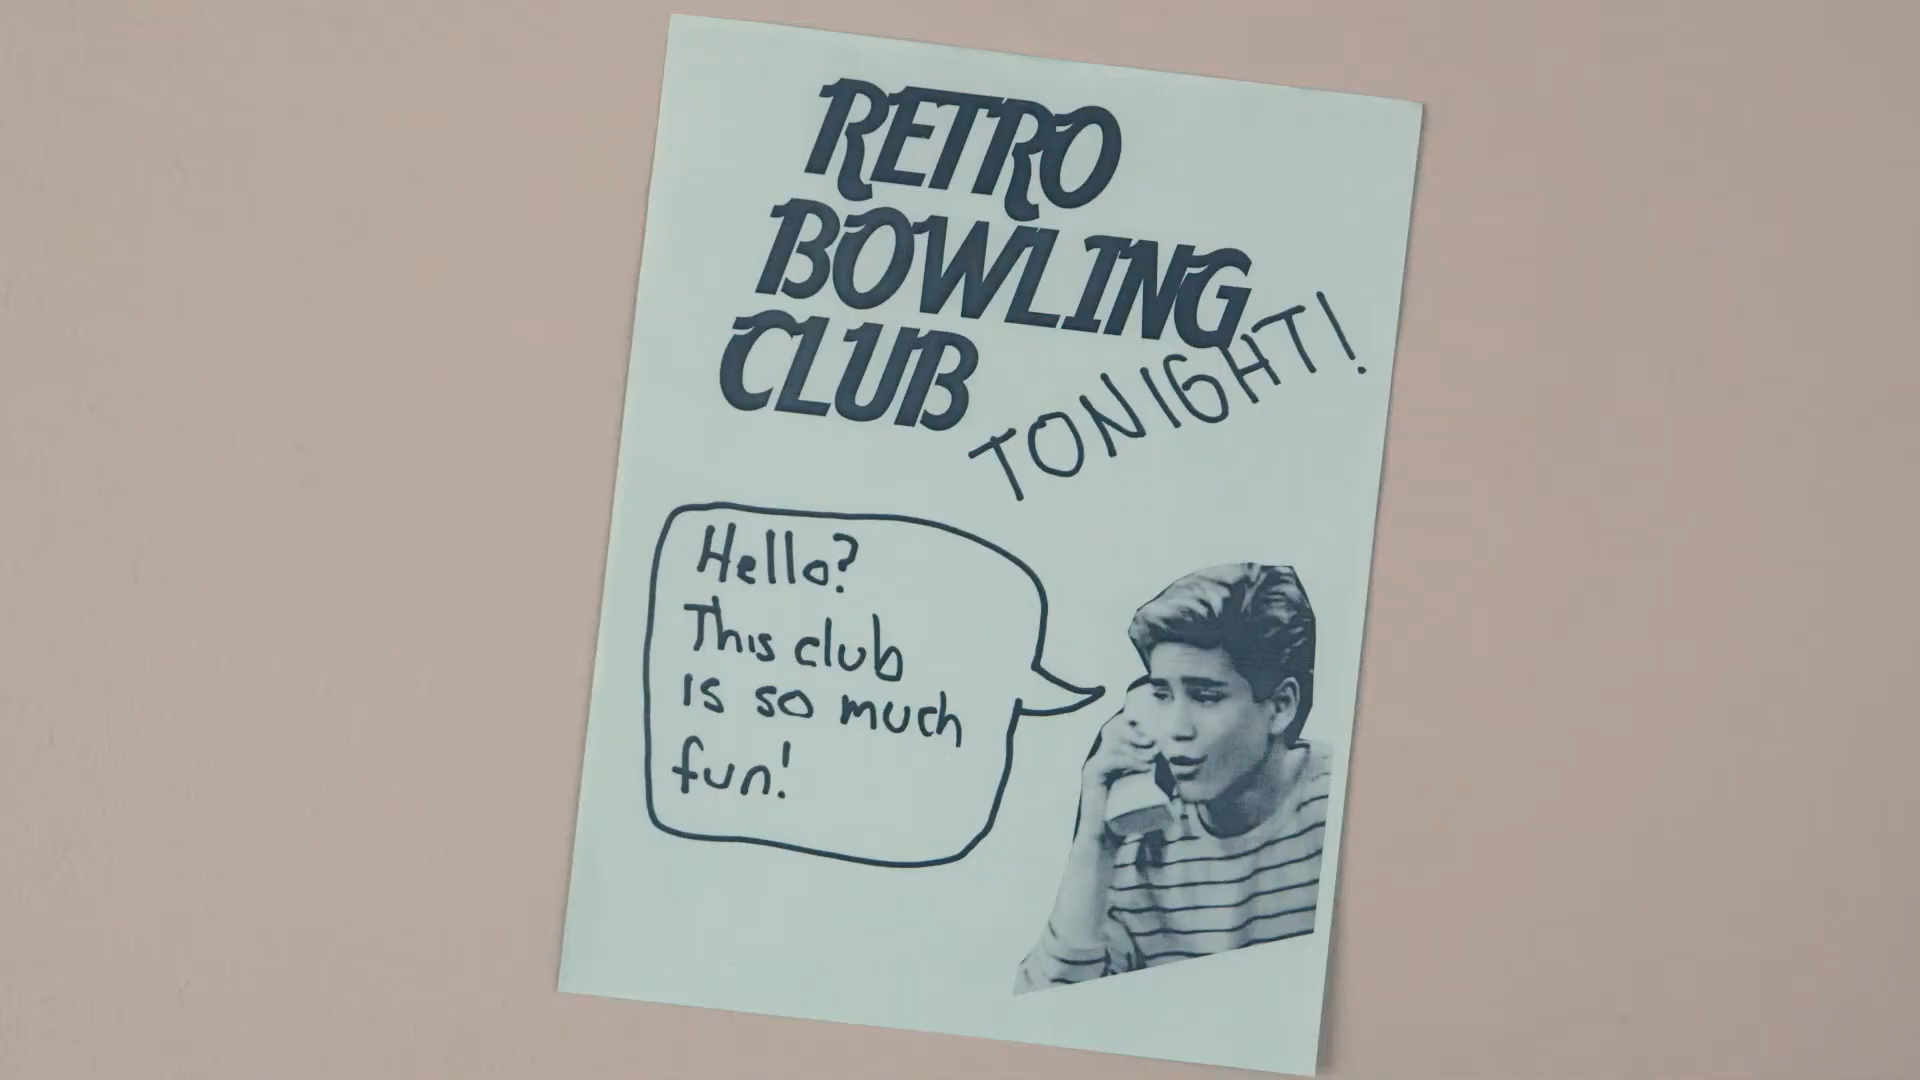 RETRO
BOWLING
CLUB
TONIGHT!
Hello?
This club
is so much
fun!